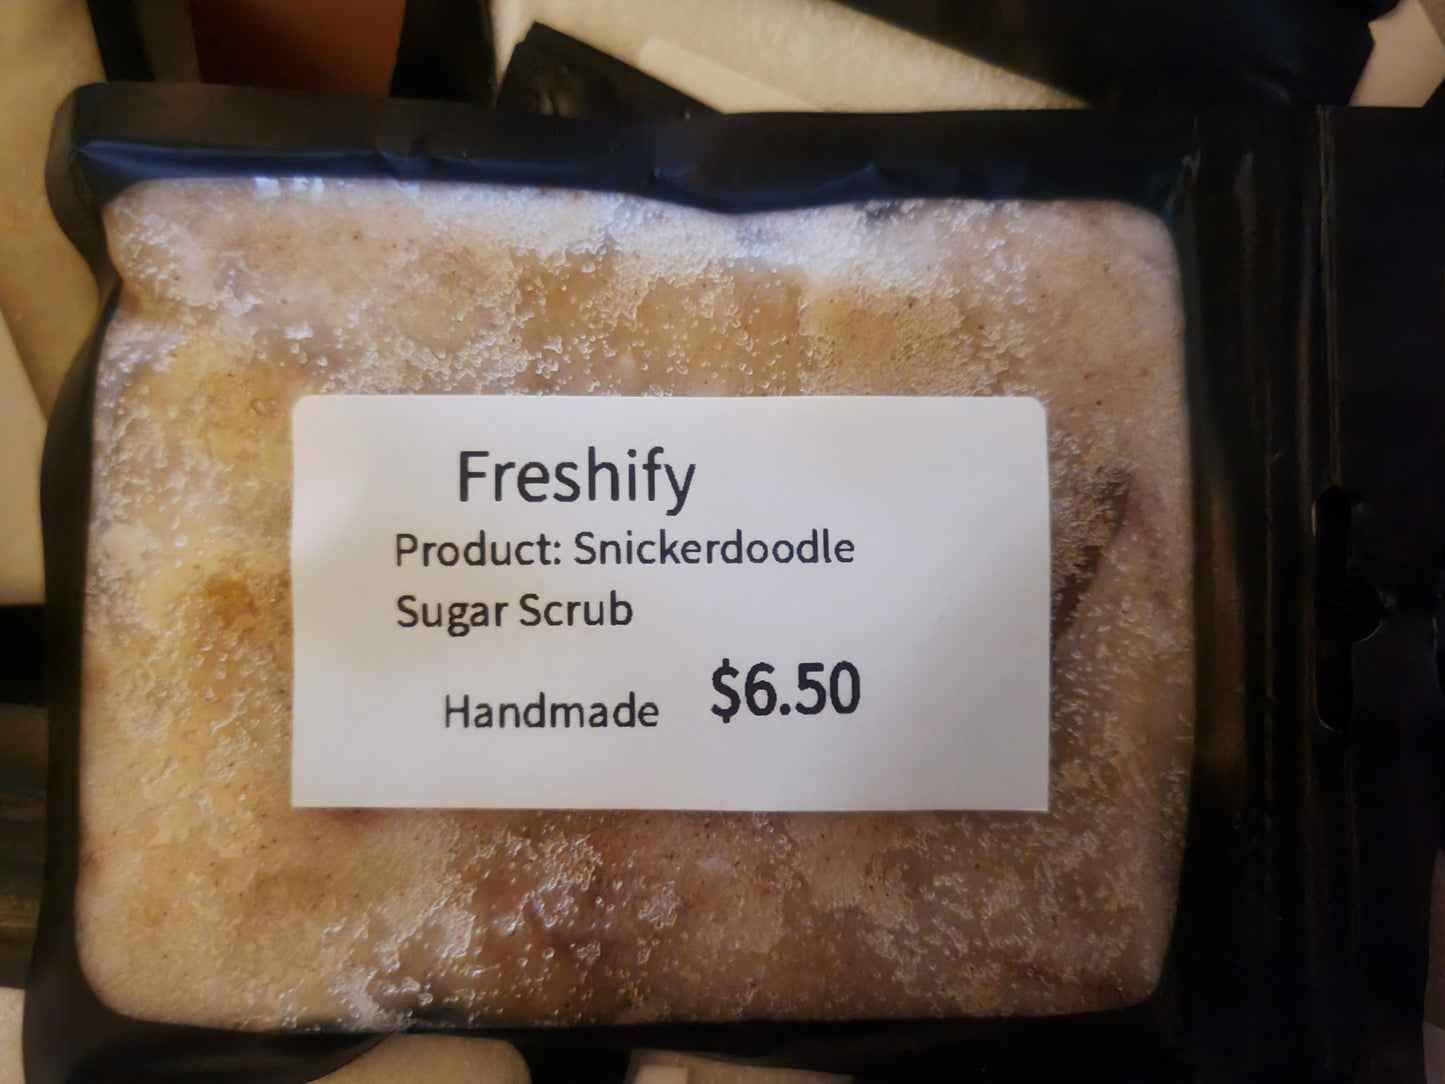 Freshify
Product: Snickerdoodle
Sugar Scrub
Handmade $6.50